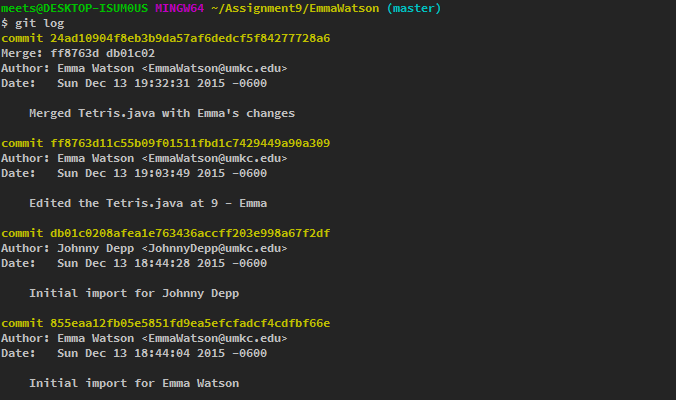 meets@DESKTOP-ISUM0US MINGW64 ~/Assignment9/EmmaWatson (master)
$ git log
commit 24ad10904f8eb3b9da57af6dedcf5f84277728a6
Merge: ff8763d db01c02
Author: Emma Watson <EmmaWatson@umkc.edu>
Date:   Sun Dec 13 19:32:31 2015 -0600
    Merged Tetris.java with Emma's changes
commit ff8763d11c55b09f01511fbd1c7429449a90a309
Author: Emma Watson <EmmaWatson@umkc.edu>
Date:   Sun Dec 13 19:03:49 2015 -0600
    Edited the Tetris.java at 9 - Emma
commit db01c0208afea1e763436accff203e998a67f2df
Author: Johnny Depp <JohnnyDepp@umkc.edu>
Date:   Sun Dec 13 18:44:28 2015 -0600
    Initial import for Johnny Depp
commit 855eaa12fb05e5851fd9ea5efcfadcf4cdfbf66e
Author: Emma Watson <EmmaWatson@umkc.edu>
Date:   Sun Dec 13 18:44:04 2015 -0600
    Initial import for Emma Watson